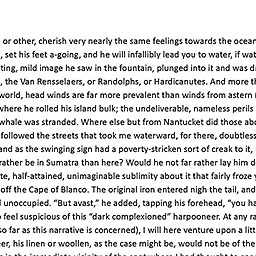 or other, cherish very nearly the same feelings towards the ocean
, set his feet a-going, and he will infallibly lead you to water, if wat
ting, mild image he saw in the fountain, plunged into it and was dr
, the Van Rensselaers, or Randolphs, or Hardicanutes. And more th
world, head winds are far more prevalent than winds from astern (
where he rolled his island bulk; the undeliverable, nameless perils
whale was stranded. Where else but from Nantucket did those abo
followed the streets that took me waterward, for there, doubtless
and as the swinging sign had a poverty-stricken sort of creak to it, I
rather be in Sumatra than here? Would he not far rather lay him do
te, half-attained, unimaginable sublimity about it that fairly froze y
off the Cape of Blanco. The original iron entered nigh the tail, and
l unoccupied. “But avast,” he added, tapping his forehead, “you ha
o feel suspicious of this “dark complexioned” harpooneer. At any ra
so far as this narrative is concerned), I will here venture upon a littl
eer, his linen or woollen, as the case might be, would not be of the